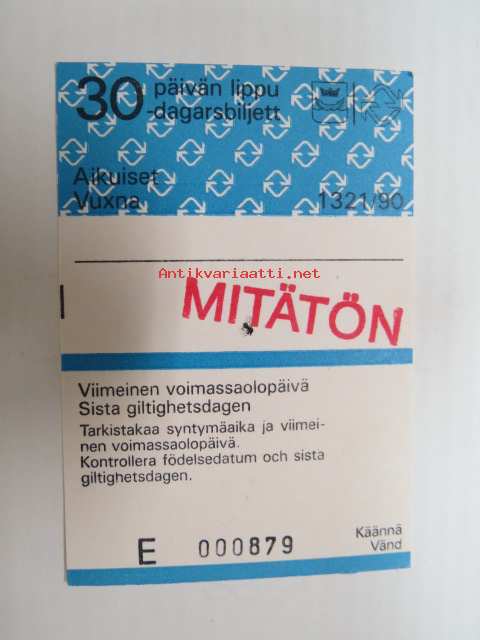 30 päivän lippu
-dagarsbiljett
Aikuiset
Vuxna
1321/90
Antikvariaatti.net
MITÄTÖN
Viimeinen voimassaolopäivä
Sista giltighetsdagen
Tarkistakaa syntymäaika ja viimei-
nen voimassaolopäivä.
Kontrollera födelsedatum och sista
giltighetsdagen.
E 000879
Käännä
Vänd